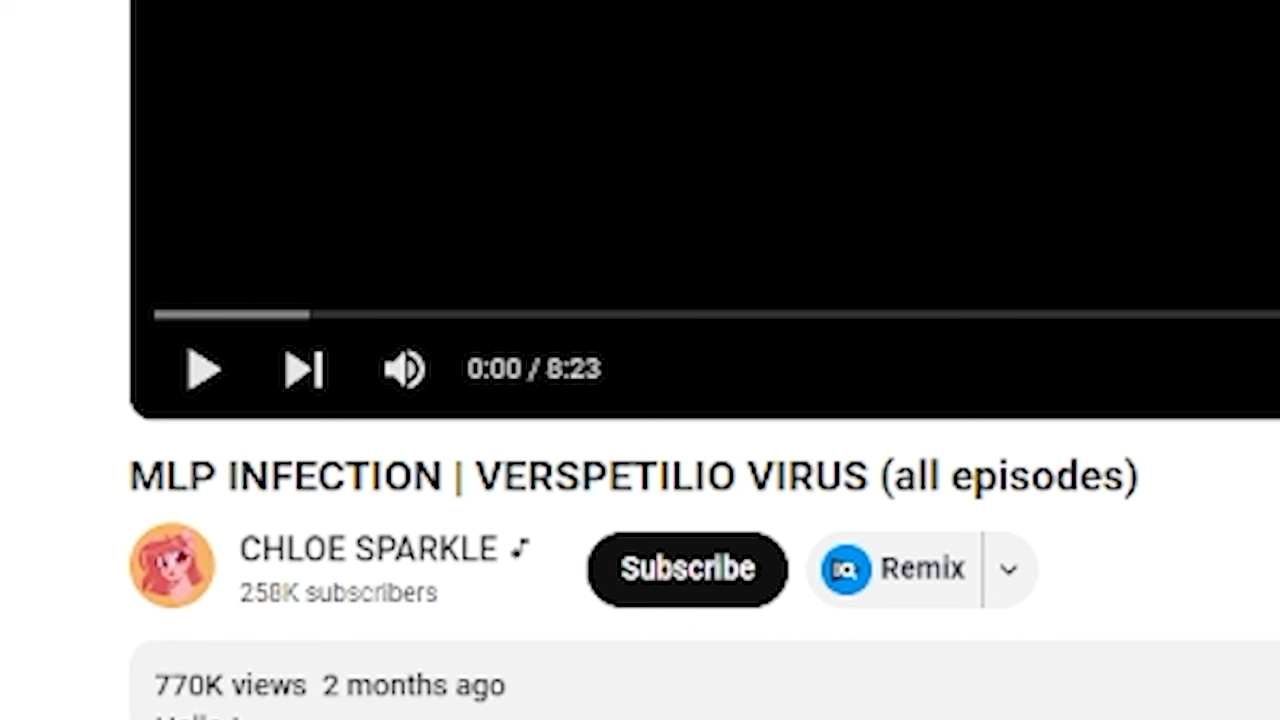 0:00 / 8:23
MLP INFECTION | VERSPETILIO VIRUS (all episodes)
CHLOE SPARKLE ♪
258K subscribers
Subscribe
Remix
770K views 2 months ago